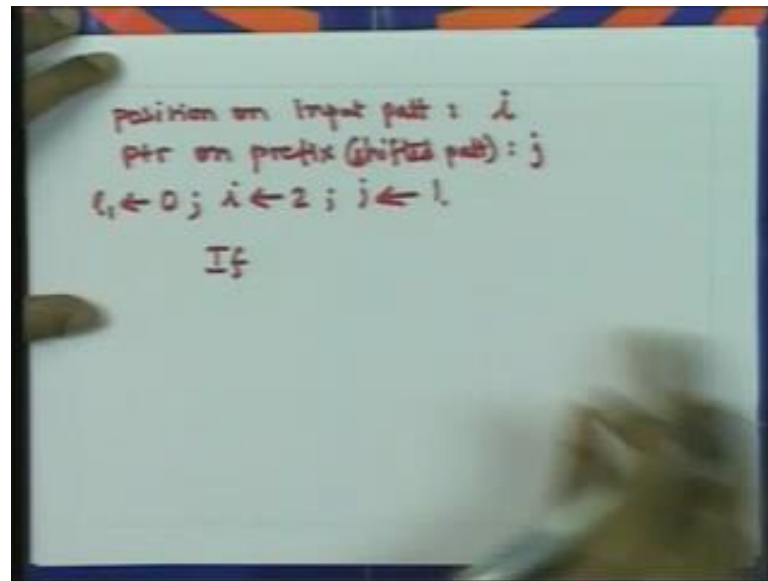 position on input patt : i
ptr on prefix (shifted patt) : j
l₁ ← 0 ; i ← 2 ; j ← 1.
If